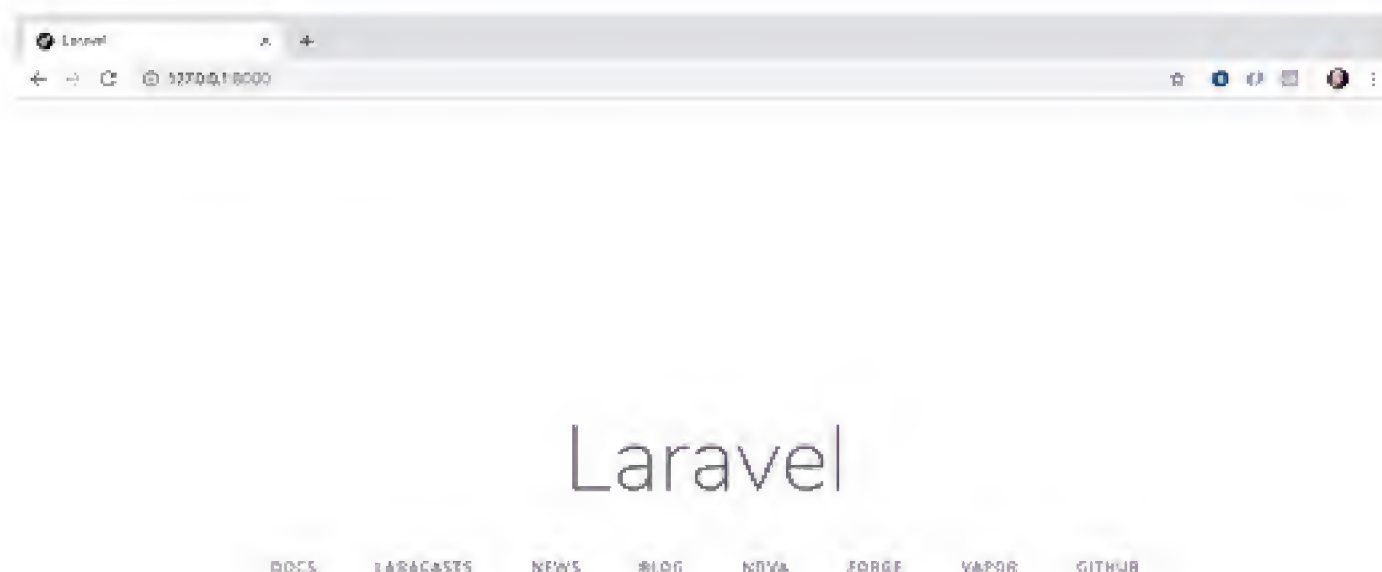 Laravel
127.0.0.1:8000
Laravel
DOCS LARACASTS NEWS BLOG NOVA FORGE VAPOR GITHUB